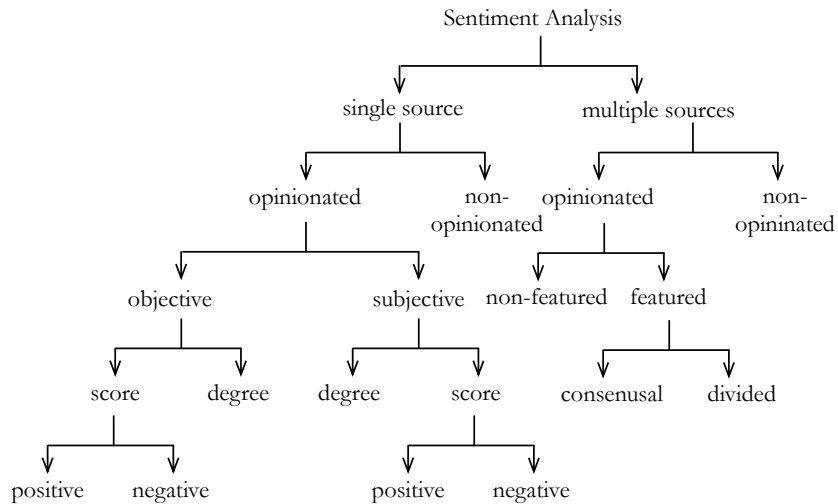 Sentiment Analysis
single source multiple sources
opinionated non- opinionated non-
opinionated opininated
objective subjective non-featured featured
score degree degree score consenusal divided
positive negative positive negative